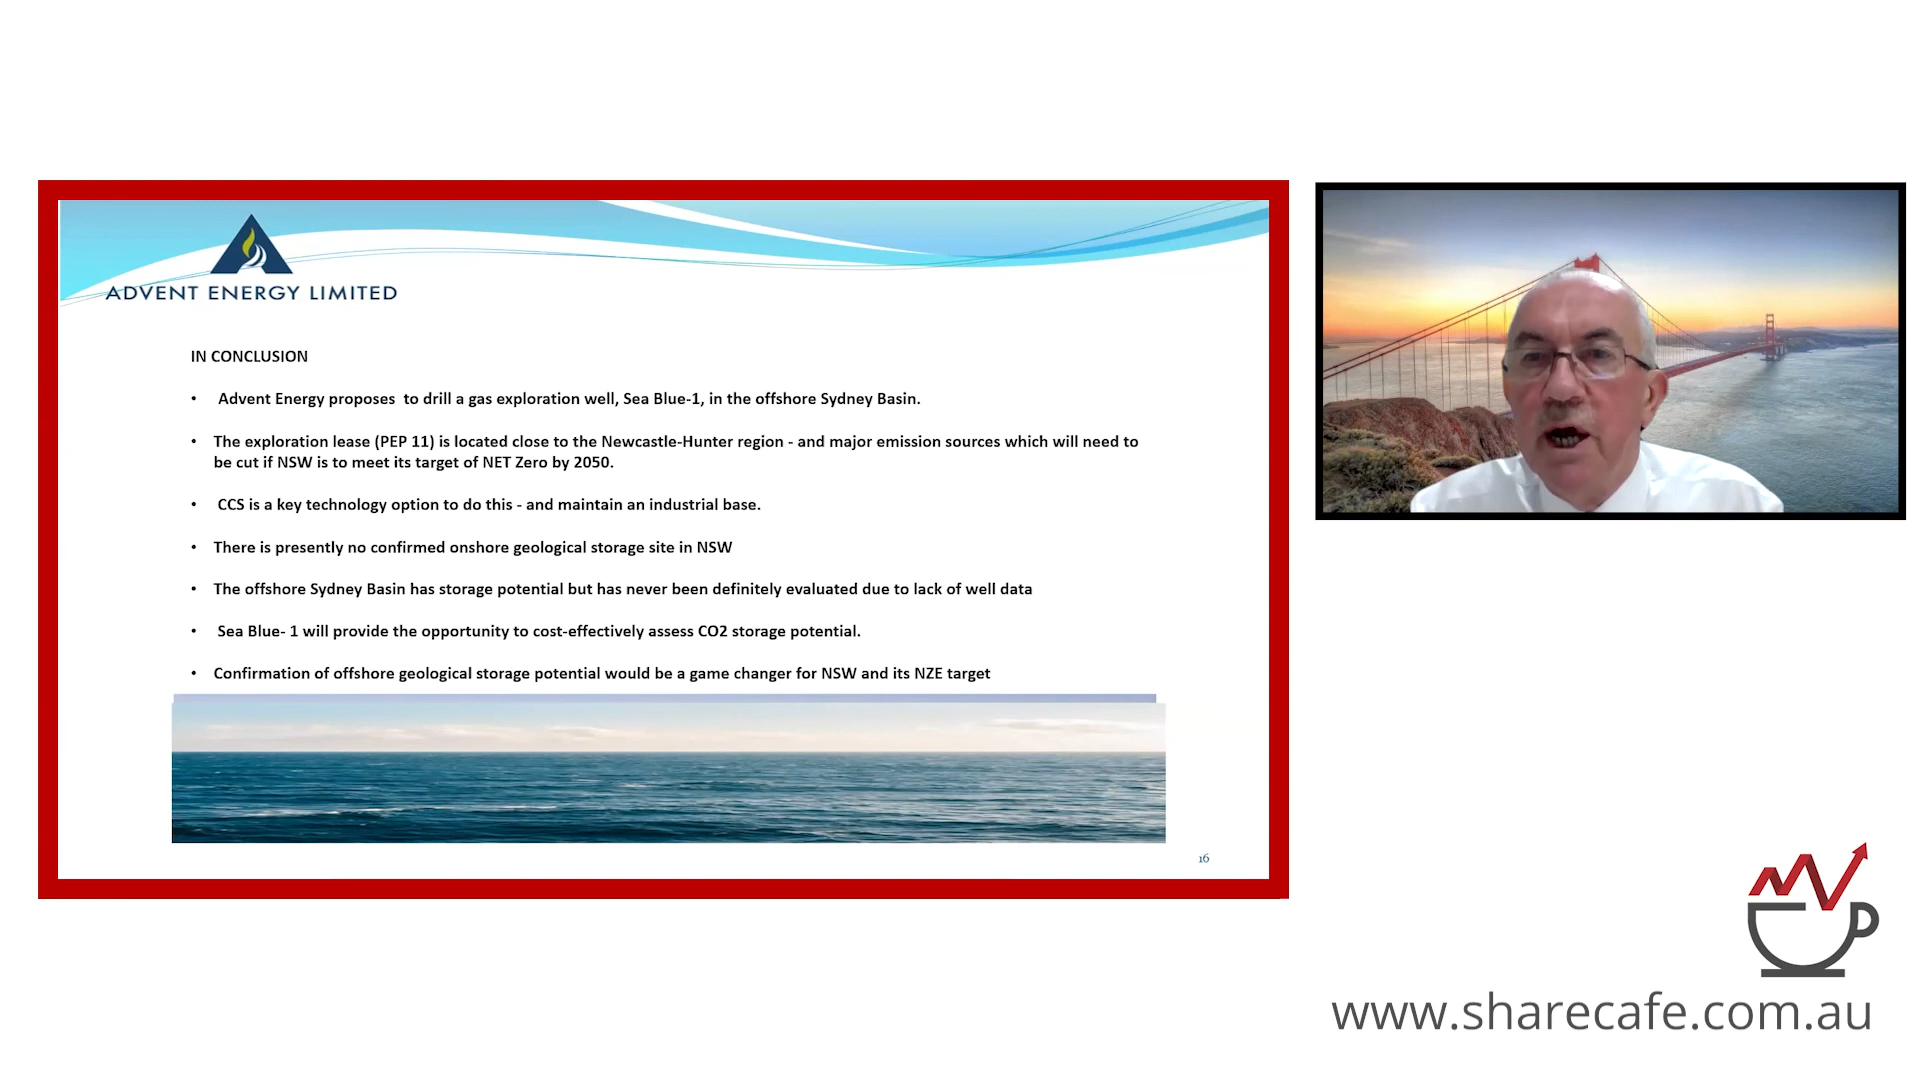 ADVENT ENERGY LIMITED
IN CONCLUSION
• Advent Energy proposes to drill a gas exploration well, Sea Blue-1, in the offshore Sydney Basin.
• The exploration lease (PEP 11) is located close to the Newcastle-Hunter region - and major emission sources which will need to
be cut if NSW is to meet its target of NET Zero by 2050.
• CCS is a key technology option to do this - and maintain an industrial base.
• There is presently no confirmed onshore geological storage site in NSW
• The offshore Sydney Basin has storage potential but has never been definitely evaluated due to lack of well data
• Sea Blue- 1 will provide the opportunity to cost-effectively assess CO2 storage potential.
• Confirmation of offshore geological storage potential would be a game changer for NSW and its NZE target
16
www.sharecafe.com.au